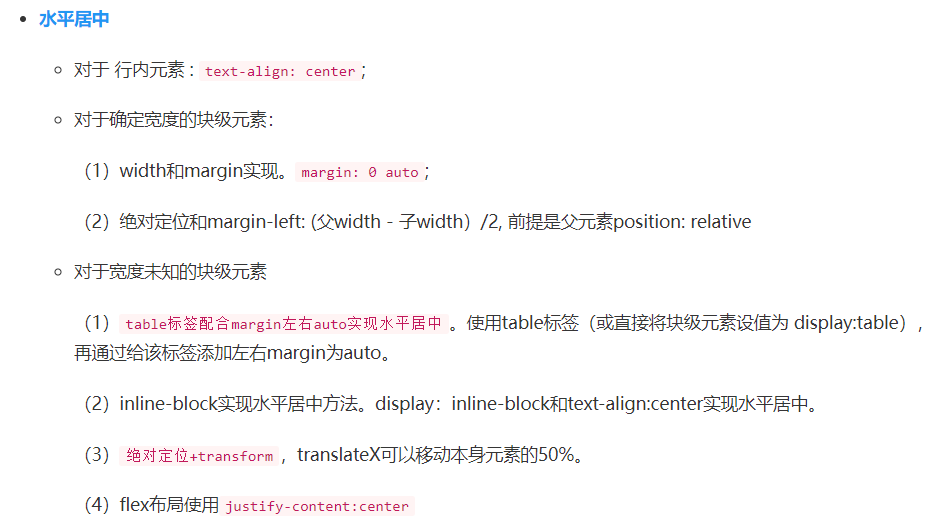 水平居中
对于 行内元素 : text-align: center；
对于确定宽度的块级元素：
（1）width和margin实现。margin: 0 auto；
（2）绝对定位和margin-left: (父width - 子width）/2, 前提是父元素position: relative
对于宽度未知的块级元素
（1）table标签配合margin左右auto实现水平居中。使用table标签（或直接将块级元素设值为 display:table），
再通过给该标签添加左右margin为auto。
（2）inline-block实现水平居中方法。display：inline-block和text-align:center实现水平居中。
（3）绝对定位+transform，translateX可以移动本身元素的50%。
（4）flex布局使用 justify-content:center